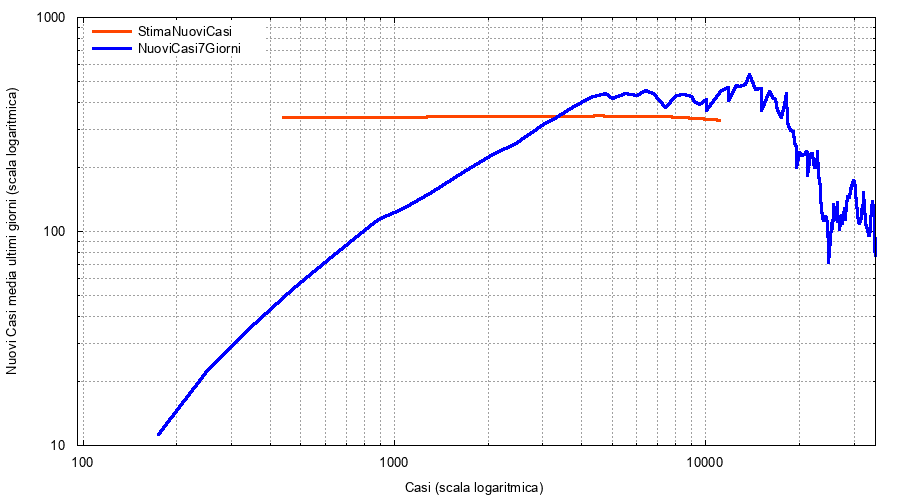 1000
StimaNuoviCasi
NuoviCasi7Giorni
Nuovi Casi media ultimi giorni (scala logaritmica)
100
10
100
1000
10000
Casi (scala logaritmica)